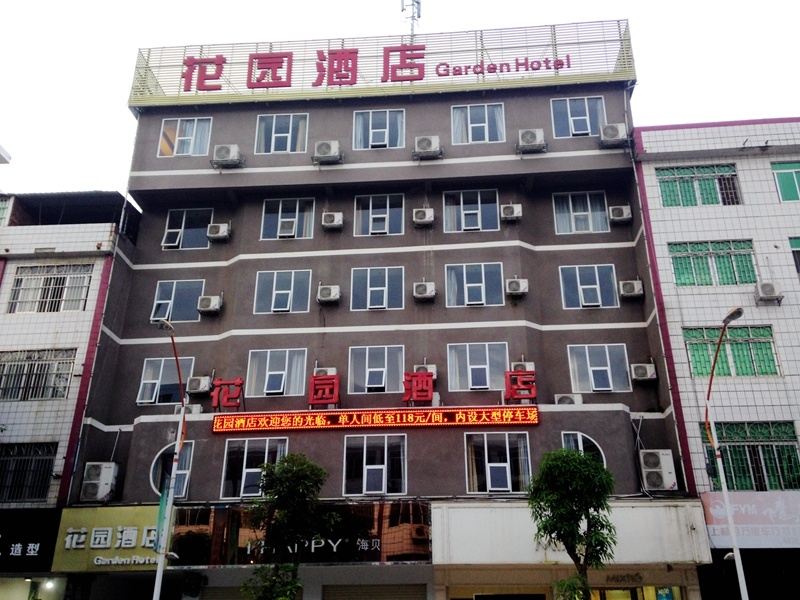 花园酒店 Garden Hotel
花园酒店
花园酒店欢迎您的光临，单人间低至118元/间，内设大型停车场
造型
花园酒店
Garden Hotel
HAPPY 海贝
FYM